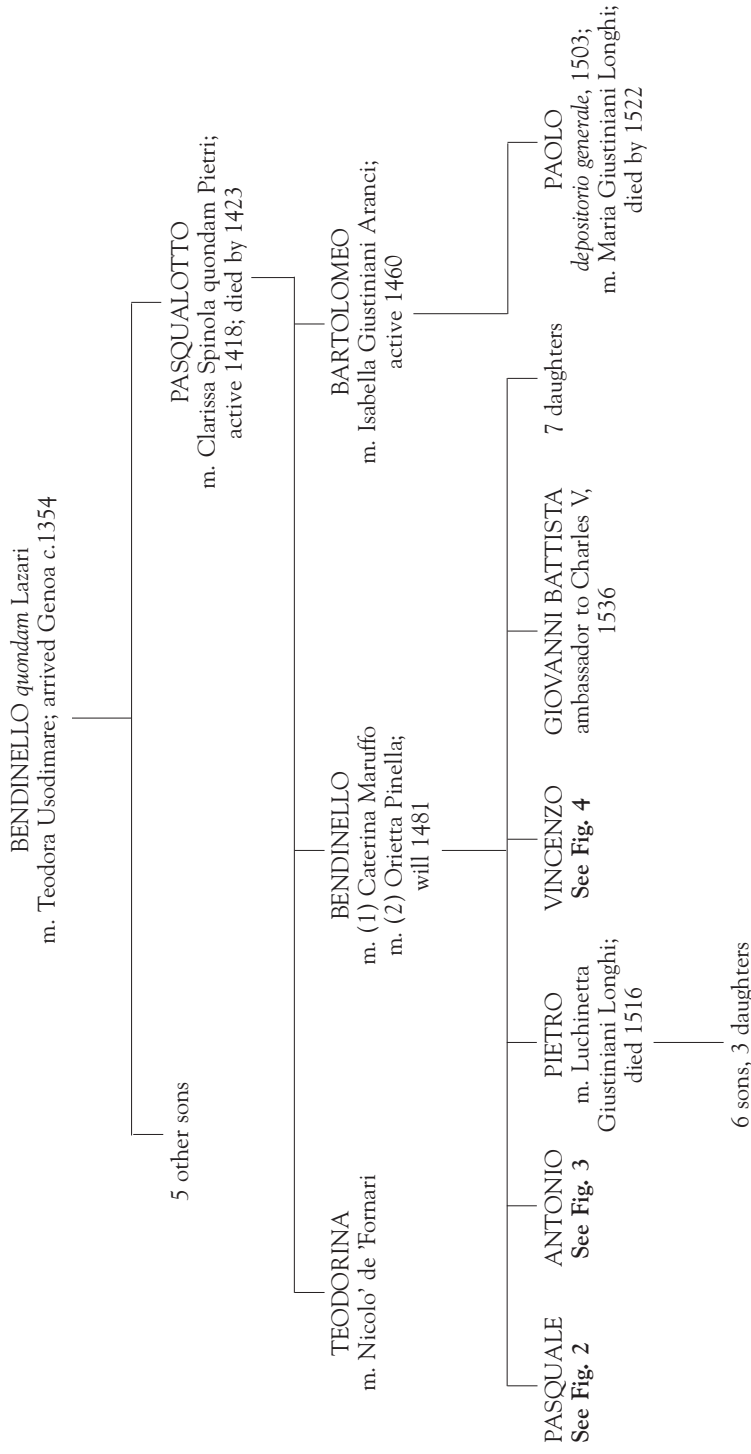 BENDINELLO quondam Lazari
m. Teodora Usodimare; arrived Genoa c.1354
5 other sons
PASQUALOTTO
m. Clarissa Spinola quondam Pietri;
active 1418; died by 1423
TEODORINA
m. Nicolo' de 'Fornari
BENDINELLO
m. (1) Caterina Maruffo
m. (2) Orietta Pinella;
will 1481
BARTOLOMEO
m. Isabella Giustiniani Aranci;
active 1460
PASQUALE
See Fig. 2
ANTONIO
See Fig. 3
PIETRO
m. Luchinetta
Giustiniani Longhi;
died 1516
VINCENZO
See Fig. 4
GIOVANNI BATTISTA
ambassador to Charles V,
1536
7 daughters
PAOLO
depositorio generale, 1503;
m. Maria Giustiniani Longhi;
died by 1522
6 sons, 3 daughters